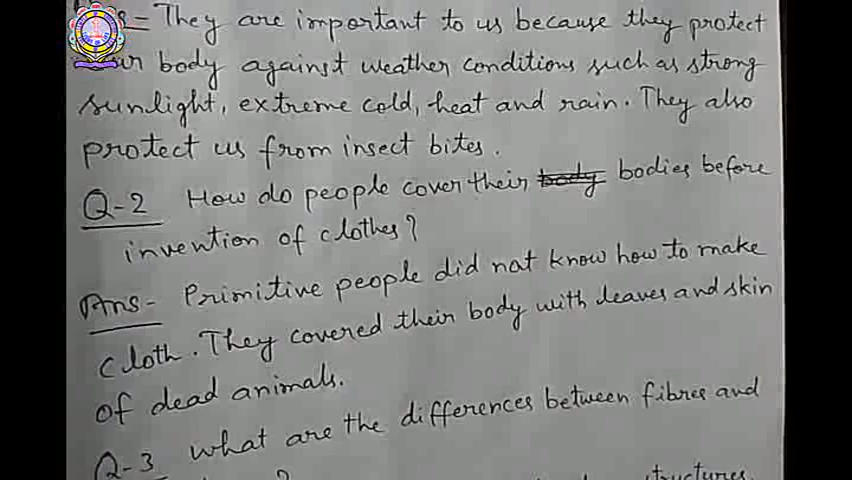 Ans = They are important to us because they protect
our body against weather conditions such as strong
sunlight, extreme cold, heat and rain. They also
protect us from insect bites.
Q-2 How do people cover their body bodies before
invention of clothes?
Ans- Primitive people did not know how to make
cloth. They covered their body with leaves and skin
of dead animals.
Q-3 What are the differences between fibres and
structures.